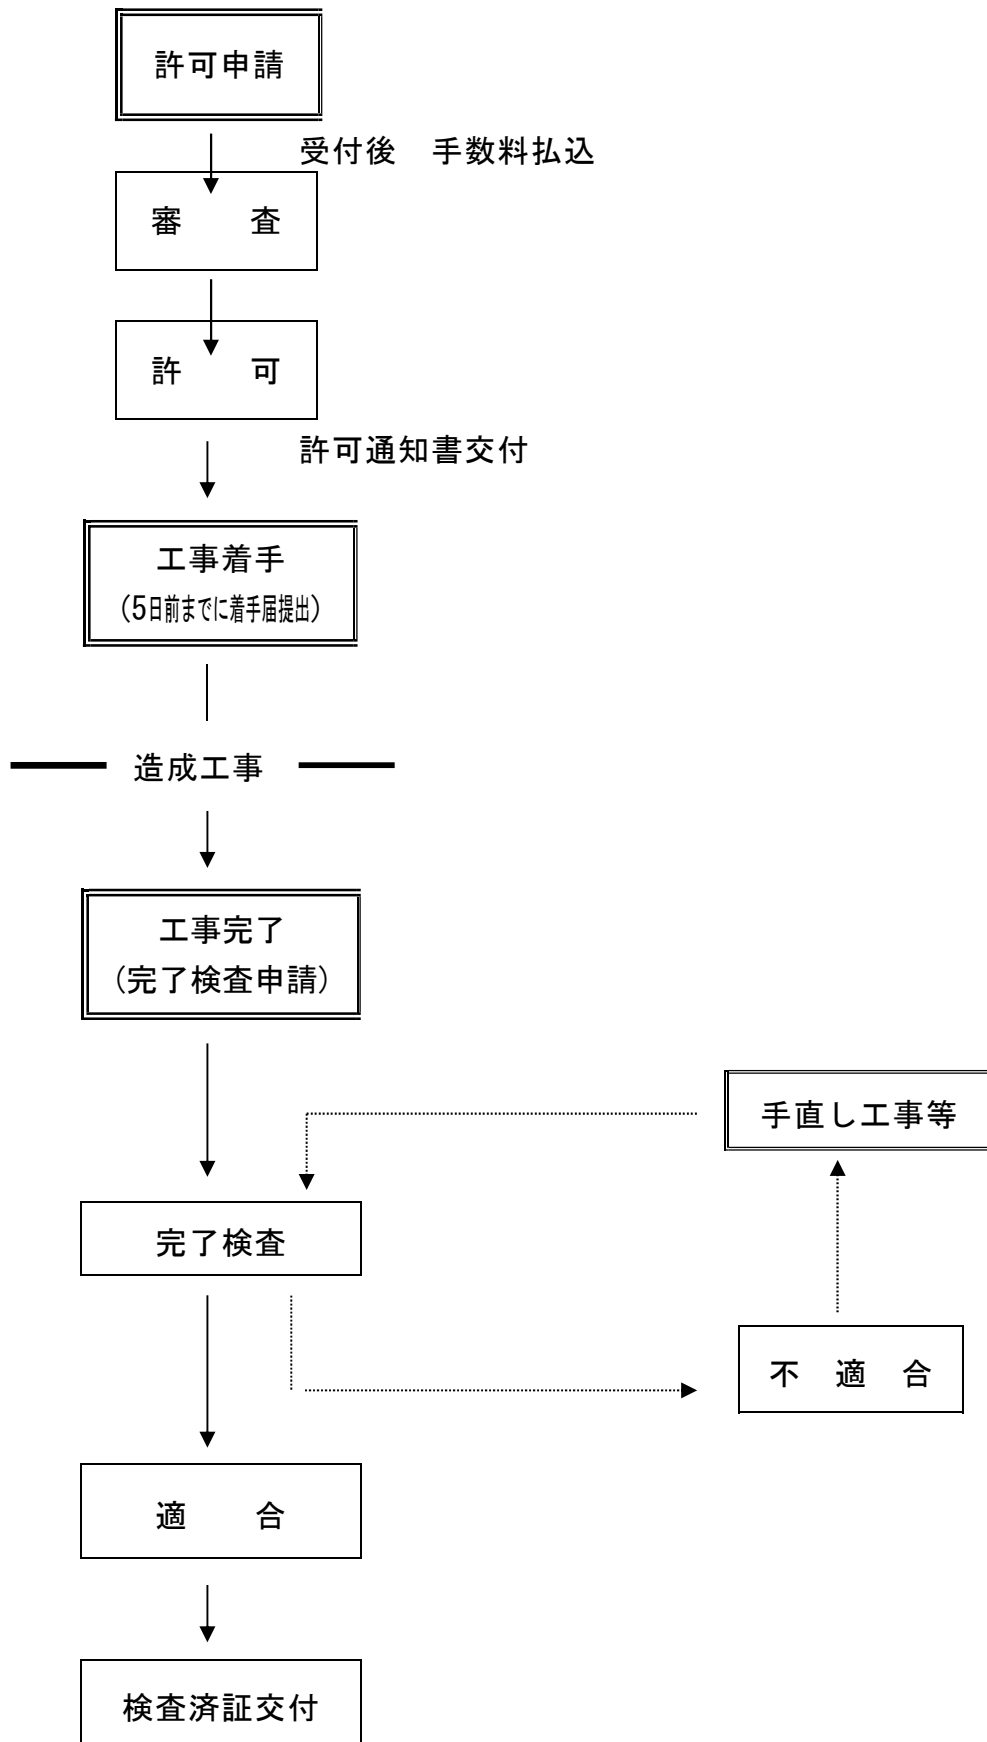 許可申請
受付後　手数料払込
審　　査
許　　可
許可通知書交付
工事着手
（5日前までに着手届提出）
造成工事
工事完了
（完了検査申請）
手直し工事等
完了検査
不　適　合
適　　合
検査済証交付